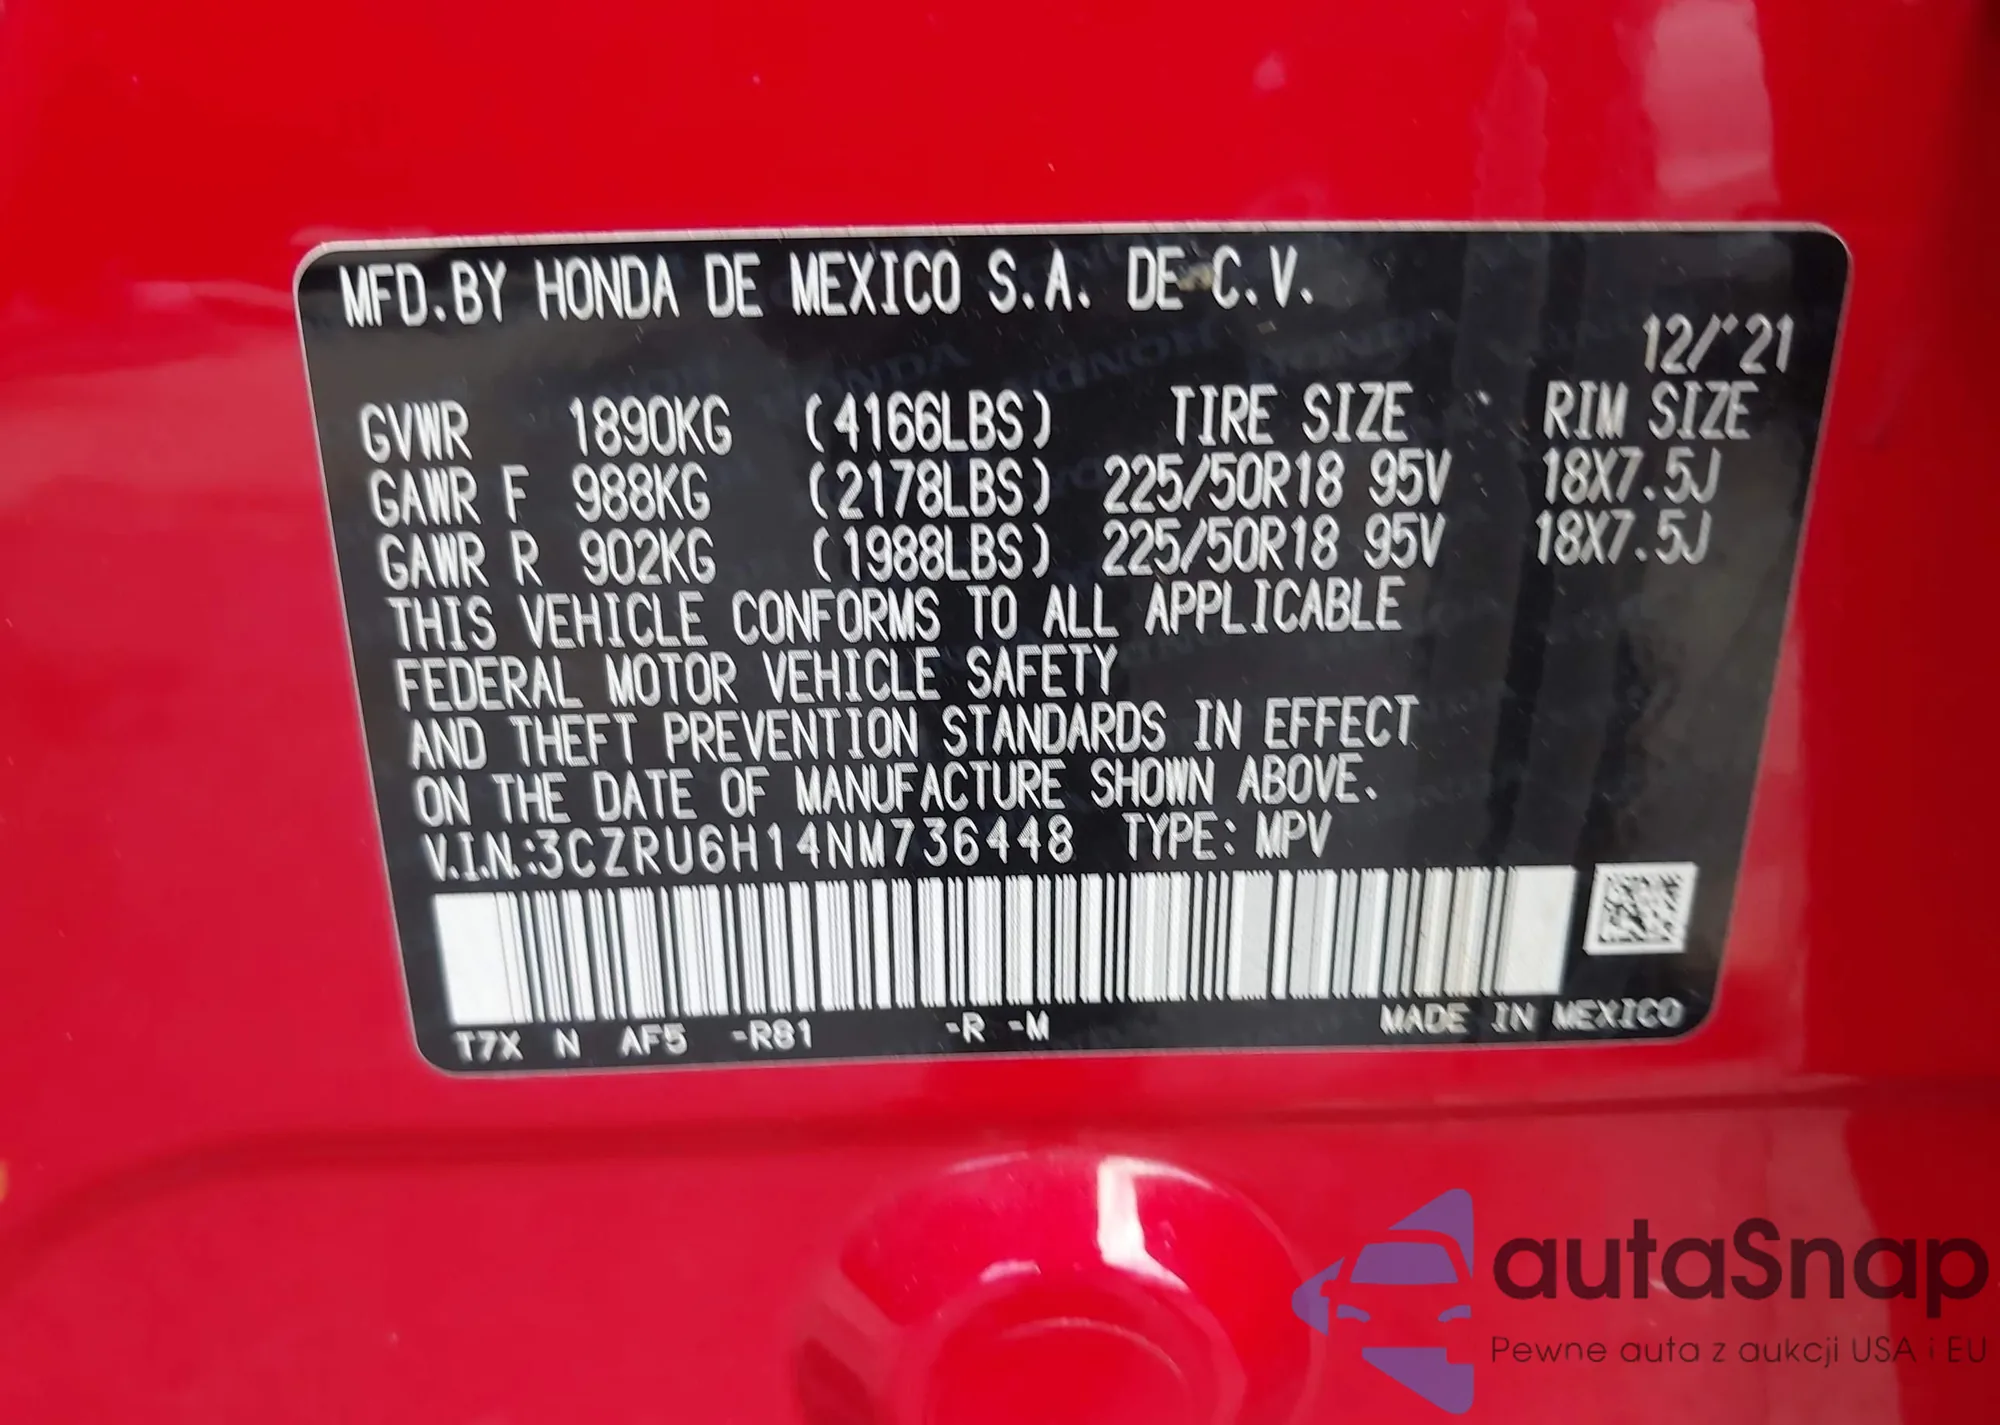 MFD.BY HONDA DE MEXICO S.A. DE C.V.
12/'21
GVWR 1890KG (4166LBS) TIRE SIZE RIM SIZE
GAWR F 988KG (2178LBS) 225/50R18 95V 18X7.5J
GAWR R 902KG (1988LBS) 225/50R18 95V 18X7.5J
THIS VEHICLE CONFORMS TO ALL APPLICABLE
FEDERAL MOTOR VEHICLE SAFETY
AND THEFT PREVENTION STANDARDS IN EFFECT
ON THE DATE OF MANUFACTURE SHOWN ABOVE.
V.I.N.:3CZRU6H14NM736448 TYPE: MPV
T7X N AF5 -R81 -R -M MADE IN MEXICO
autaSnap
Pewne auta z aukcji USA i EU